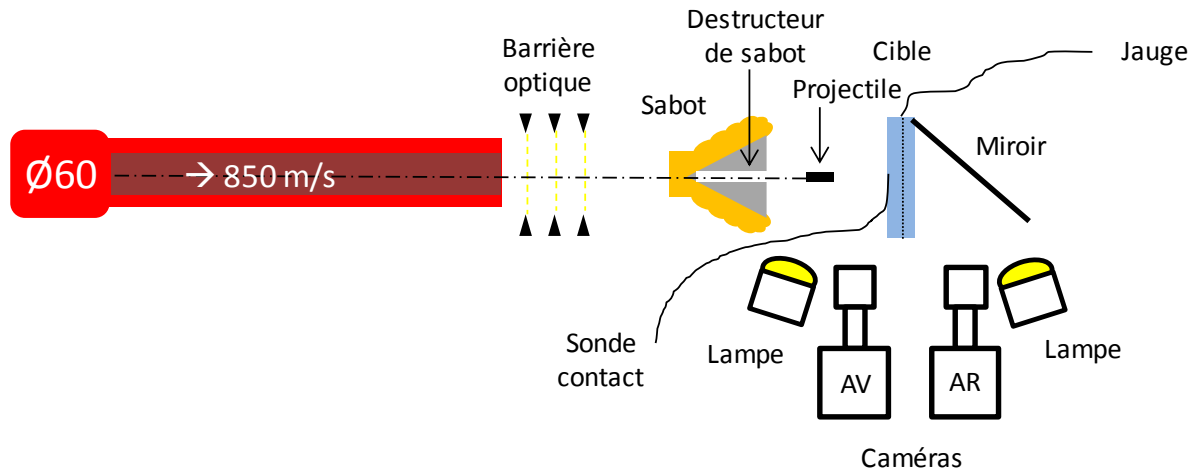 Destructeur
de sabot
Barrière
optique
Cible
Jauge
Projectile
Sabot
Miroir
Ø60
→ 850 m/s
Sonde
contact
Lampe
Lampe
AV
AR
Caméras